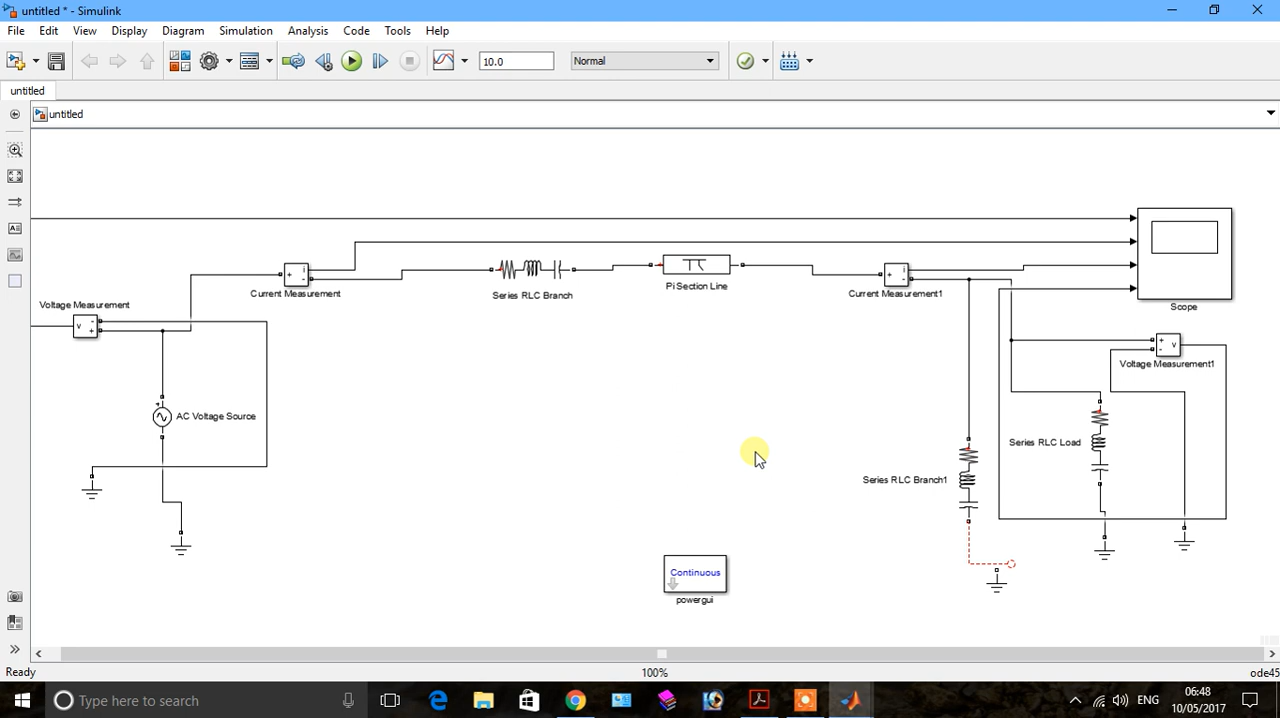 untitled * - Simulink
File Edit View Display Diagram Simulation Analysis Code Tools Help
10.0 Normal
untitled
untitled
Current Measurement
Series RLC Branch
Pi Section Line
Current Measurement1
Scope
Voltage Measurement
v
- +
+ i -
+ i -
+ - v
Voltage Measurement1
AC Voltage Source
Series RLC Load
Series RLC Branch1
Continuous
powergui
Ready 100% ode45
Type here to search
ENG
06:48
10/05/2017